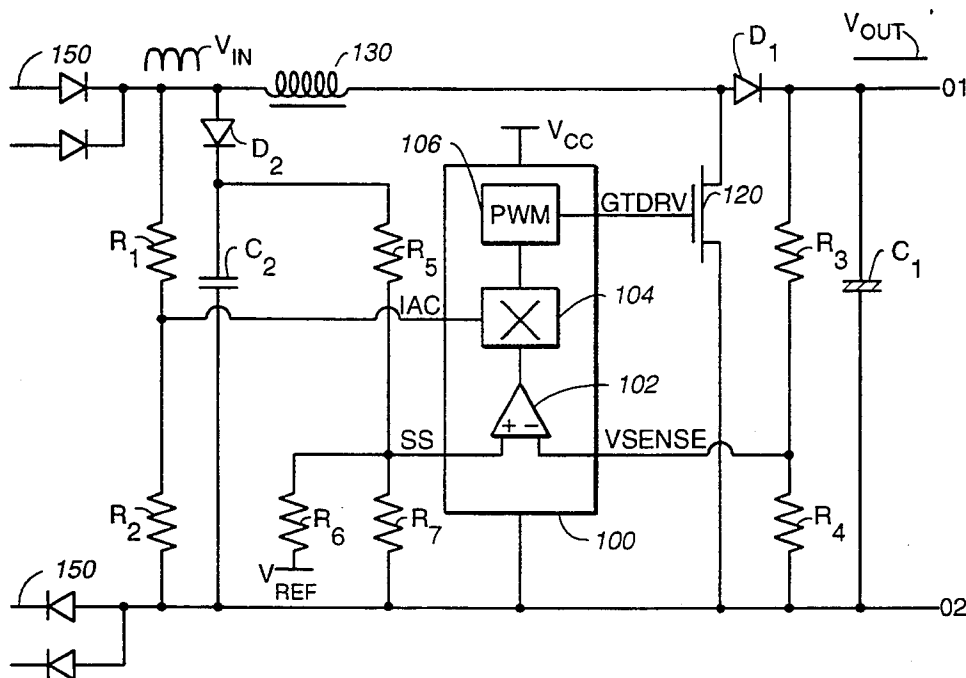 150
V_IN
130
D_1
V_OUT
01
D_2
106
V_CC
PWM
GTDRV
120
R_1
C_2
R_5
R_3
C_1
IAC
104
102
+ −
SS
VSENSE
R_2
R_6
R_7
R_4
100
150
V_REF
02